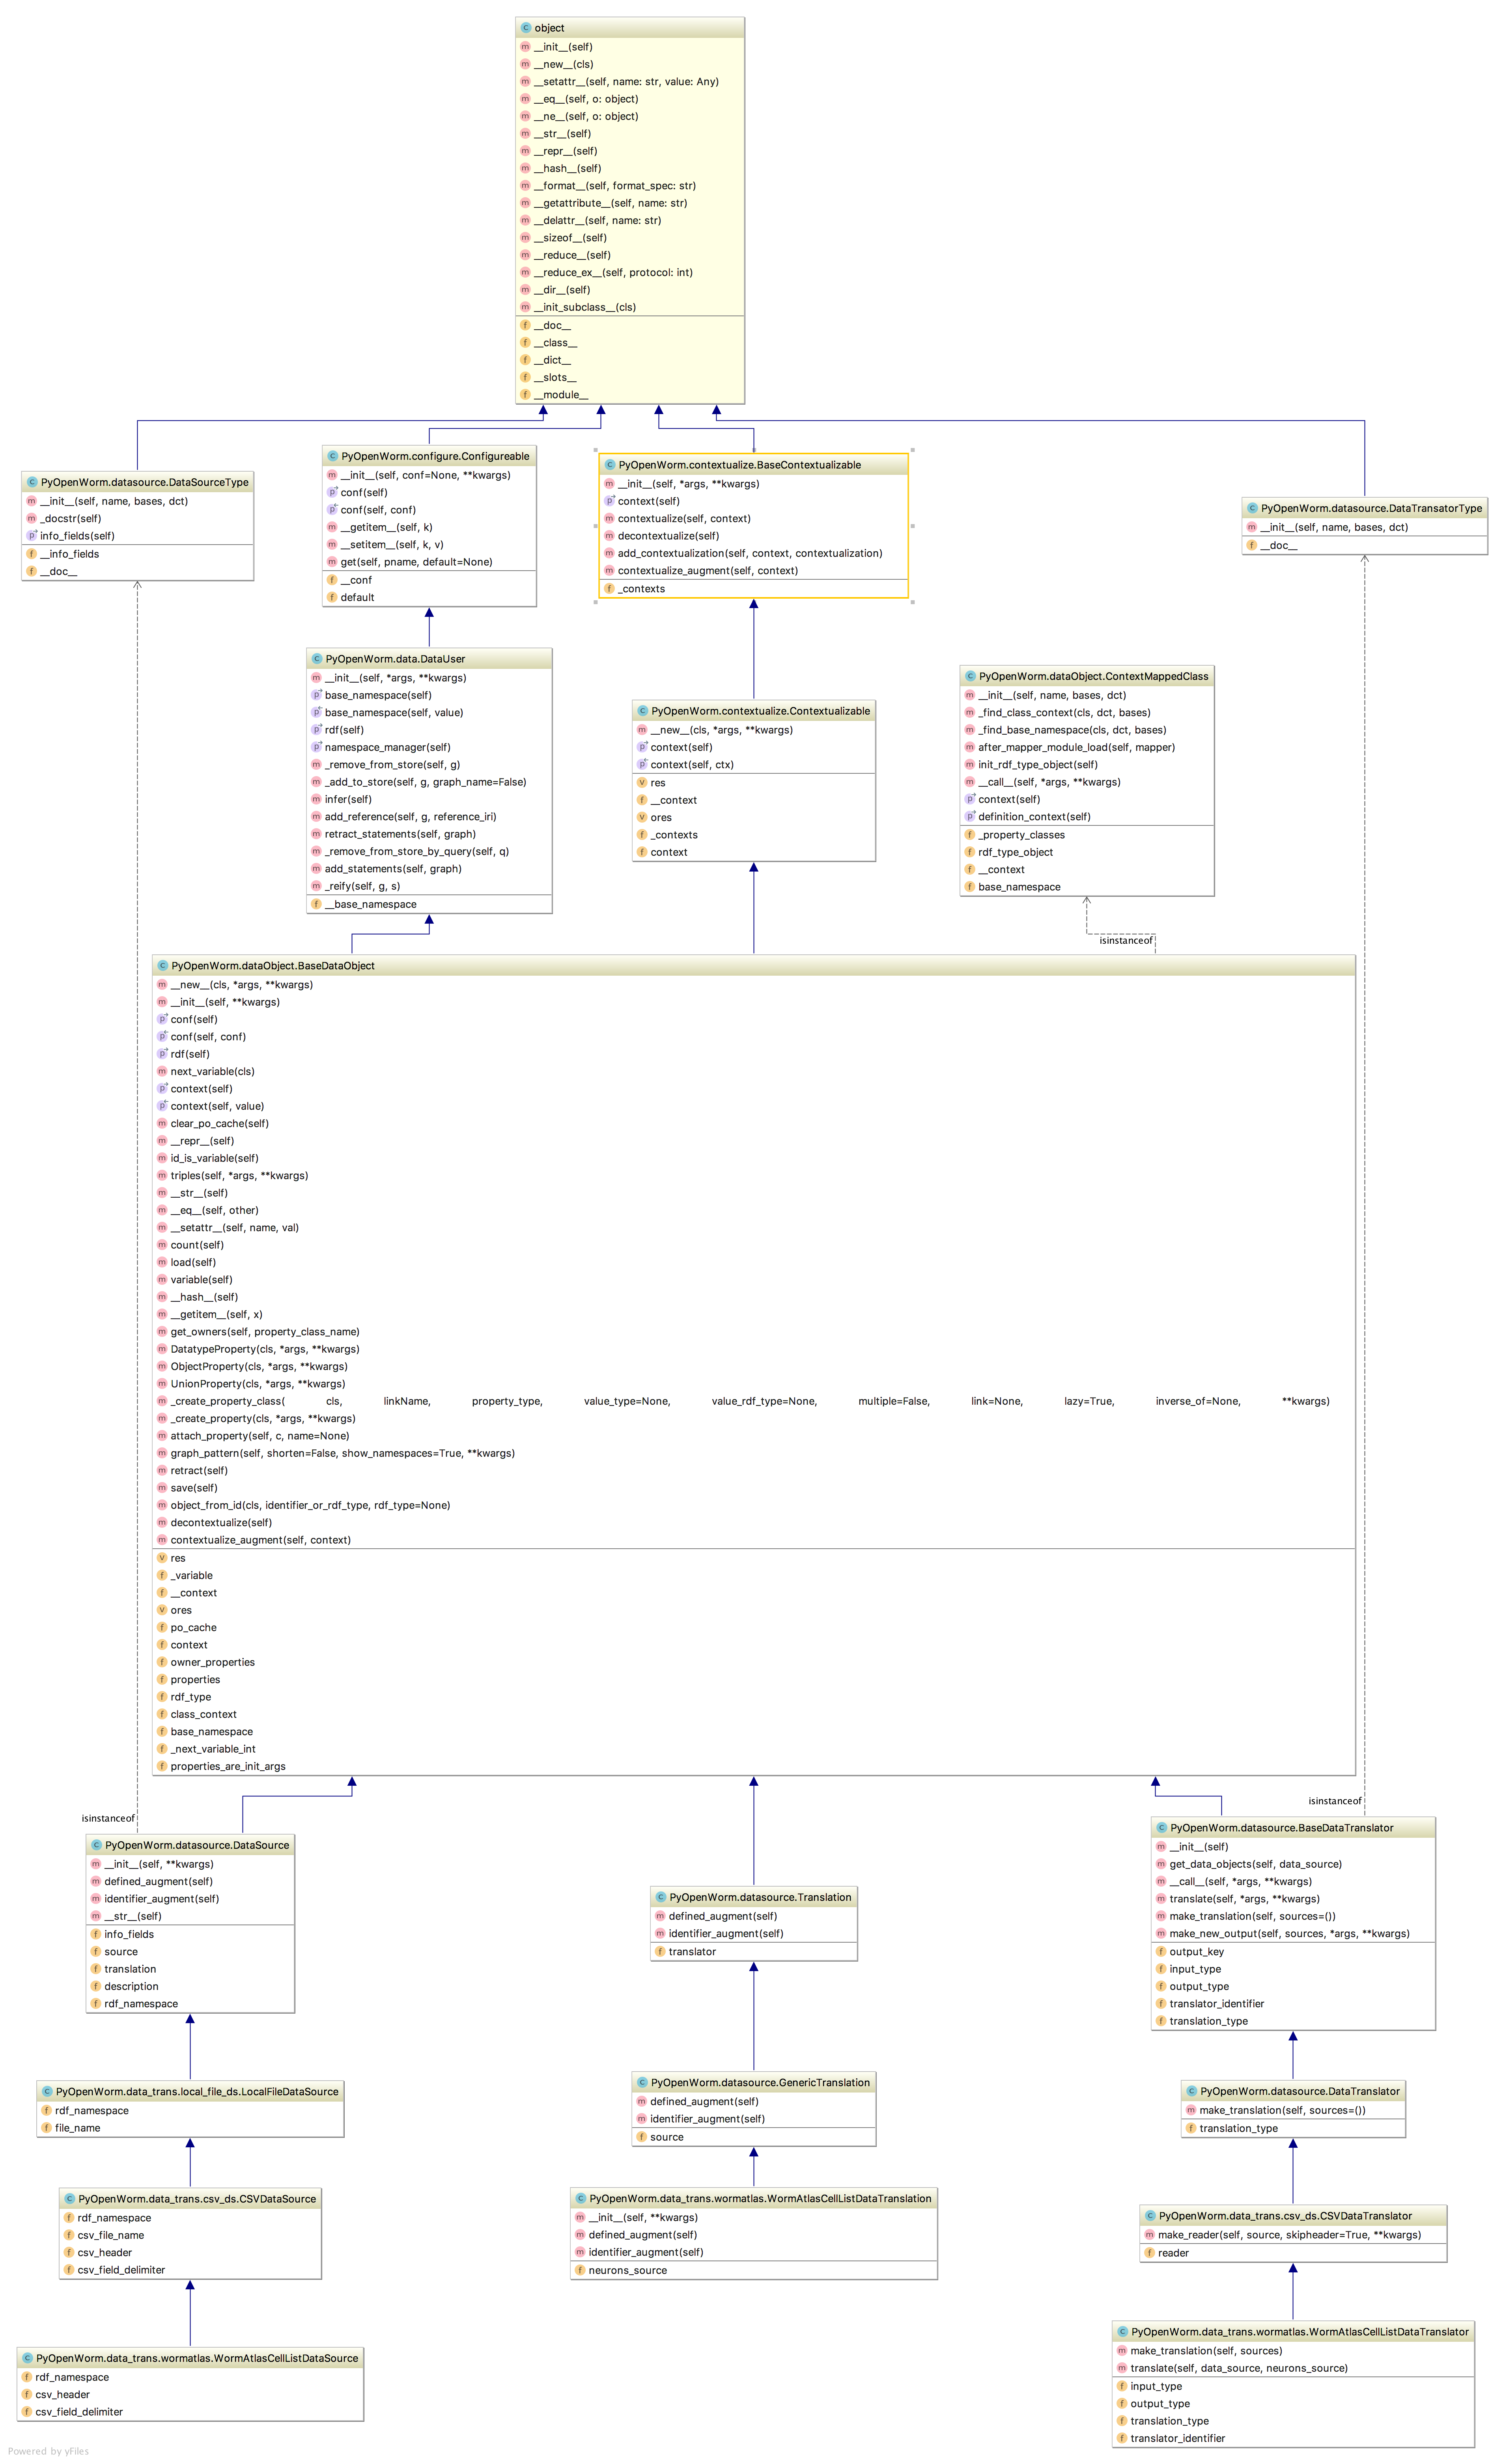 object
__init__(self)
__new__(cls)
__setattr__(self, name: str, value: Any)
__eq__(self, o: object)
__ne__(self, o: object)
__str__(self)
__repr__(self)
__hash__(self)
__format__(self, format_spec: str)
__getattribute__(self, name: str)
__delattr__(self, name: str)
__sizeof__(self)
__reduce__(self)
__reduce_ex__(self, protocol: int)
__dir__(self)
__init_subclass__(cls)
__doc__
__class__
__dict__
__slots__
__module__
PyOpenWorm.datasource.DataSourceType
__init__(self, name, bases, dct)
_docstr(self)
info_fields(self)
__info_fields
__doc__
PyOpenWorm.configure.Configureable
__init__(self, conf=None, **kwargs)
conf(self)
conf(self, conf)
__getitem__(self, k)
__setitem__(self, k, v)
get(self, pname, default=None)
__conf
default
PyOpenWorm.contextualize.BaseContextualizable
__init__(self, *args, **kwargs)
context(self)
contextualize(self, context)
decontextualize(self)
add_contextualization(self, context, contextualization)
contextualize_augment(self, context)
_contexts
PyOpenWorm.datasource.DataTransatorType
__init__(self, name, bases, dct)
__doc__
PyOpenWorm.data.DataUser
__init__(self, *args, **kwargs)
base_namespace(self)
base_namespace(self, value)
rdf(self)
namespace_manager(self)
_remove_from_store(self, g)
_add_to_store(self, g, graph_name=False)
infer(self)
add_reference(self, g, reference_iri)
retract_statements(self, graph)
_remove_from_store_by_query(self, q)
add_statements(self, graph)
_reify(self, g, s)
__base_namespace
PyOpenWorm.contextualize.Contextualizable
__new__(cls, *args, **kwargs)
context(self)
context(self, ctx)
res
__context
ores
_contexts
context
PyOpenWorm.dataObject.ContextMappedClass
__init__(self, name, bases, dct)
_find_class_context(cls, dct, bases)
_find_base_namespace(cls, dct, bases)
after_mapper_module_load(self, mapper)
init_rdf_type_object(self)
__call__(self, *args, **kwargs)
context(self)
definition_context(self)
_property_classes
rdf_type_object
__context
base_namespace
isinstanceof
PyOpenWorm.dataObject.BaseDataObject
__new__(cls, *args, **kwargs)
__init__(self, **kwargs)
conf(self)
conf(self, conf)
rdf(self)
next_variable(cls)
context(self)
context(self, value)
clear_po_cache(self)
__repr__(self)
id_is_variable(self)
triples(self, *args, **kwargs)
__str__(self)
__eq__(self, other)
__setattr__(self, name, val)
count(self)
load(self)
variable(self)
__hash__(self)
__getitem__(self, x)
get_owners(self, property_class_name)
DatatypeProperty(cls, *args, **kwargs)
ObjectProperty(cls, *args, **kwargs)
UnionProperty(cls, *args, **kwargs)
_create_property_class( cls, linkName, property_type, value_type=None, value_rdf_type=None, multiple=False, link=None, lazy=True, inverse_of=None, **kwargs)
_create_property(cls, *args, **kwargs)
attach_property(self, c, name=None)
graph_pattern(self, shorten=False, show_namespaces=True, **kwargs)
retract(self)
save(self)
object_from_id(cls, identifier_or_rdf_type, rdf_type=None)
decontextualize(self)
contextualize_augment(self, context)
res
_variable
__context
ores
po_cache
context
owner_properties
properties
rdf_type
class_context
base_namespace
_next_variable_int
properties_are_init_args
isinstanceof
isinstanceof
PyOpenWorm.datasource.DataSource
__init__(self, **kwargs)
defined_augment(self)
identifier_augment(self)
__str__(self)
info_fields
source
translation
description
rdf_namespace
PyOpenWorm.datasource.Translation
defined_augment(self)
identifier_augment(self)
translator
PyOpenWorm.datasource.BaseDataTranslator
__init__(self)
get_data_objects(self, data_source)
__call__(self, *args, **kwargs)
translate(self, *args, **kwargs)
make_translation(self, sources=())
make_new_output(self, sources, *args, **kwargs)
output_key
input_type
output_type
translator_identifier
translation_type
PyOpenWorm.data_trans.local_file_ds.LocalFileDataSource
rdf_namespace
file_name
PyOpenWorm.datasource.GenericTranslation
defined_augment(self)
identifier_augment(self)
source
PyOpenWorm.datasource.DataTranslator
make_translation(self, sources=())
translation_type
PyOpenWorm.data_trans.csv_ds.CSVDataSource
rdf_namespace
csv_file_name
csv_header
csv_field_delimiter
PyOpenWorm.data_trans.wormatlas.WormAtlasCellListDataTranslation
__init__(self, **kwargs)
defined_augment(self)
identifier_augment(self)
neurons_source
PyOpenWorm.data_trans.csv_ds.CSVDataTranslator
make_reader(self, source, skipheader=True, **kwargs)
reader
PyOpenWorm.data_trans.wormatlas.WormAtlasCellListDataSource
rdf_namespace
csv_header
csv_field_delimiter
PyOpenWorm.data_trans.wormatlas.WormAtlasCellListDataTranslator
make_translation(self, sources)
translate(self, data_source, neurons_source)
input_type
output_type
translation_type
translator_identifier
Powered by yFiles